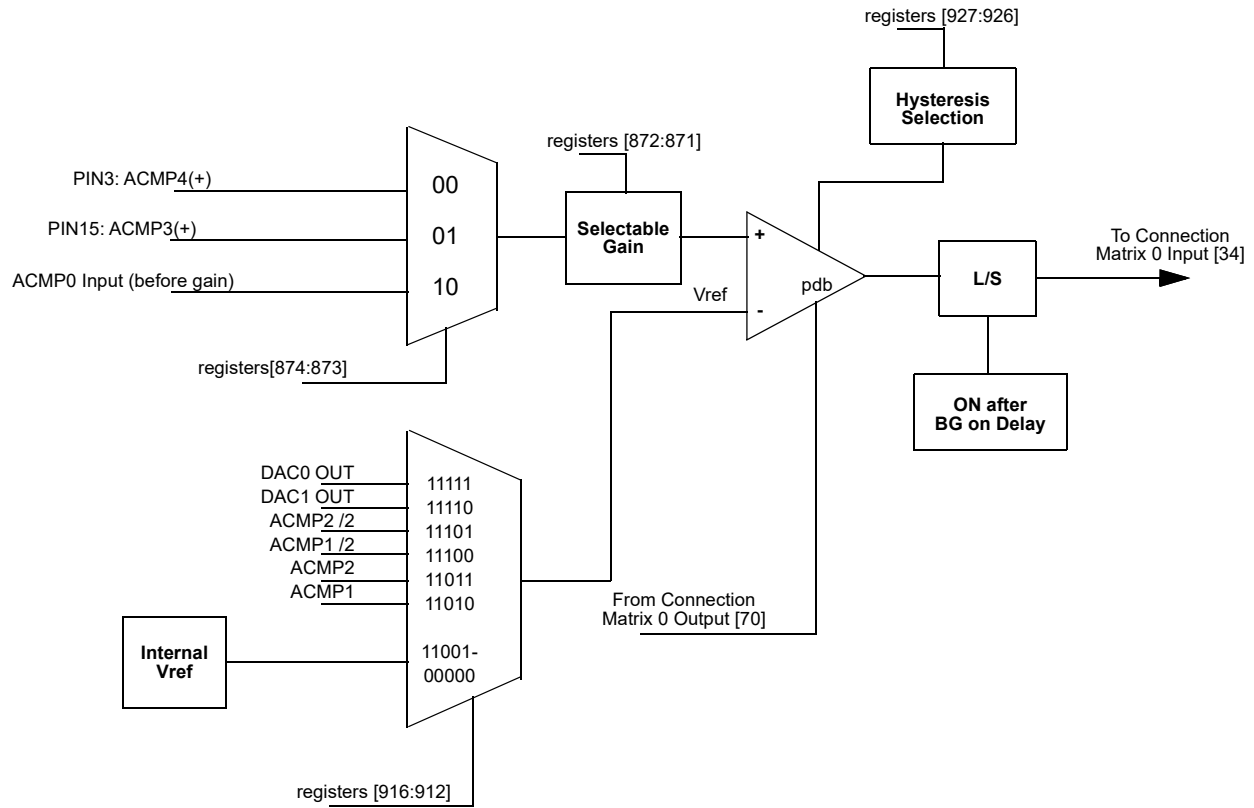 registers [927:926]
Hysteresis
Selection
registers [872:871]
PIN3: ACMP4(+)
00
PIN15: ACMP3(+)
01
Selectable
Gain
+
To Connection
Matrix 0 Input [34]
ACMP0 Input (before gain)
10
L/S
pdb
Vref
-
registers[874:873]
ON after
BG on Delay
DAC0 OUT
11111
DAC1 OUT
11110
ACMP2 /2
11101
ACMP1 /2
11100
ACMP2
11011
ACMP1
11010
From Connection
Matrix 0 Output [70]
Internal
Vref
11001-
00000
registers [916:912]